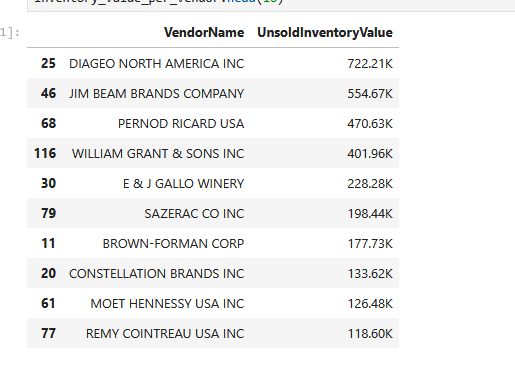 inventory_value_per_vendor.head(10)
1]:
VendorName UnsoldInventoryValue
25 DIAGEO NORTH AMERICA INC 722.21K
46 JIM BEAM BRANDS COMPANY 554.67K
68 PERNOD RICARD USA 470.63K
116 WILLIAM GRANT & SONS INC 401.96K
30 E & J GALLO WINERY 228.28K
79 SAZERAC CO INC 198.44K
11 BROWN-FORMAN CORP 177.73K
20 CONSTELLATION BRANDS INC 133.62K
61 MOET HENNESSY USA INC 126.48K
77 REMY COINTREAU USA INC 118.60K